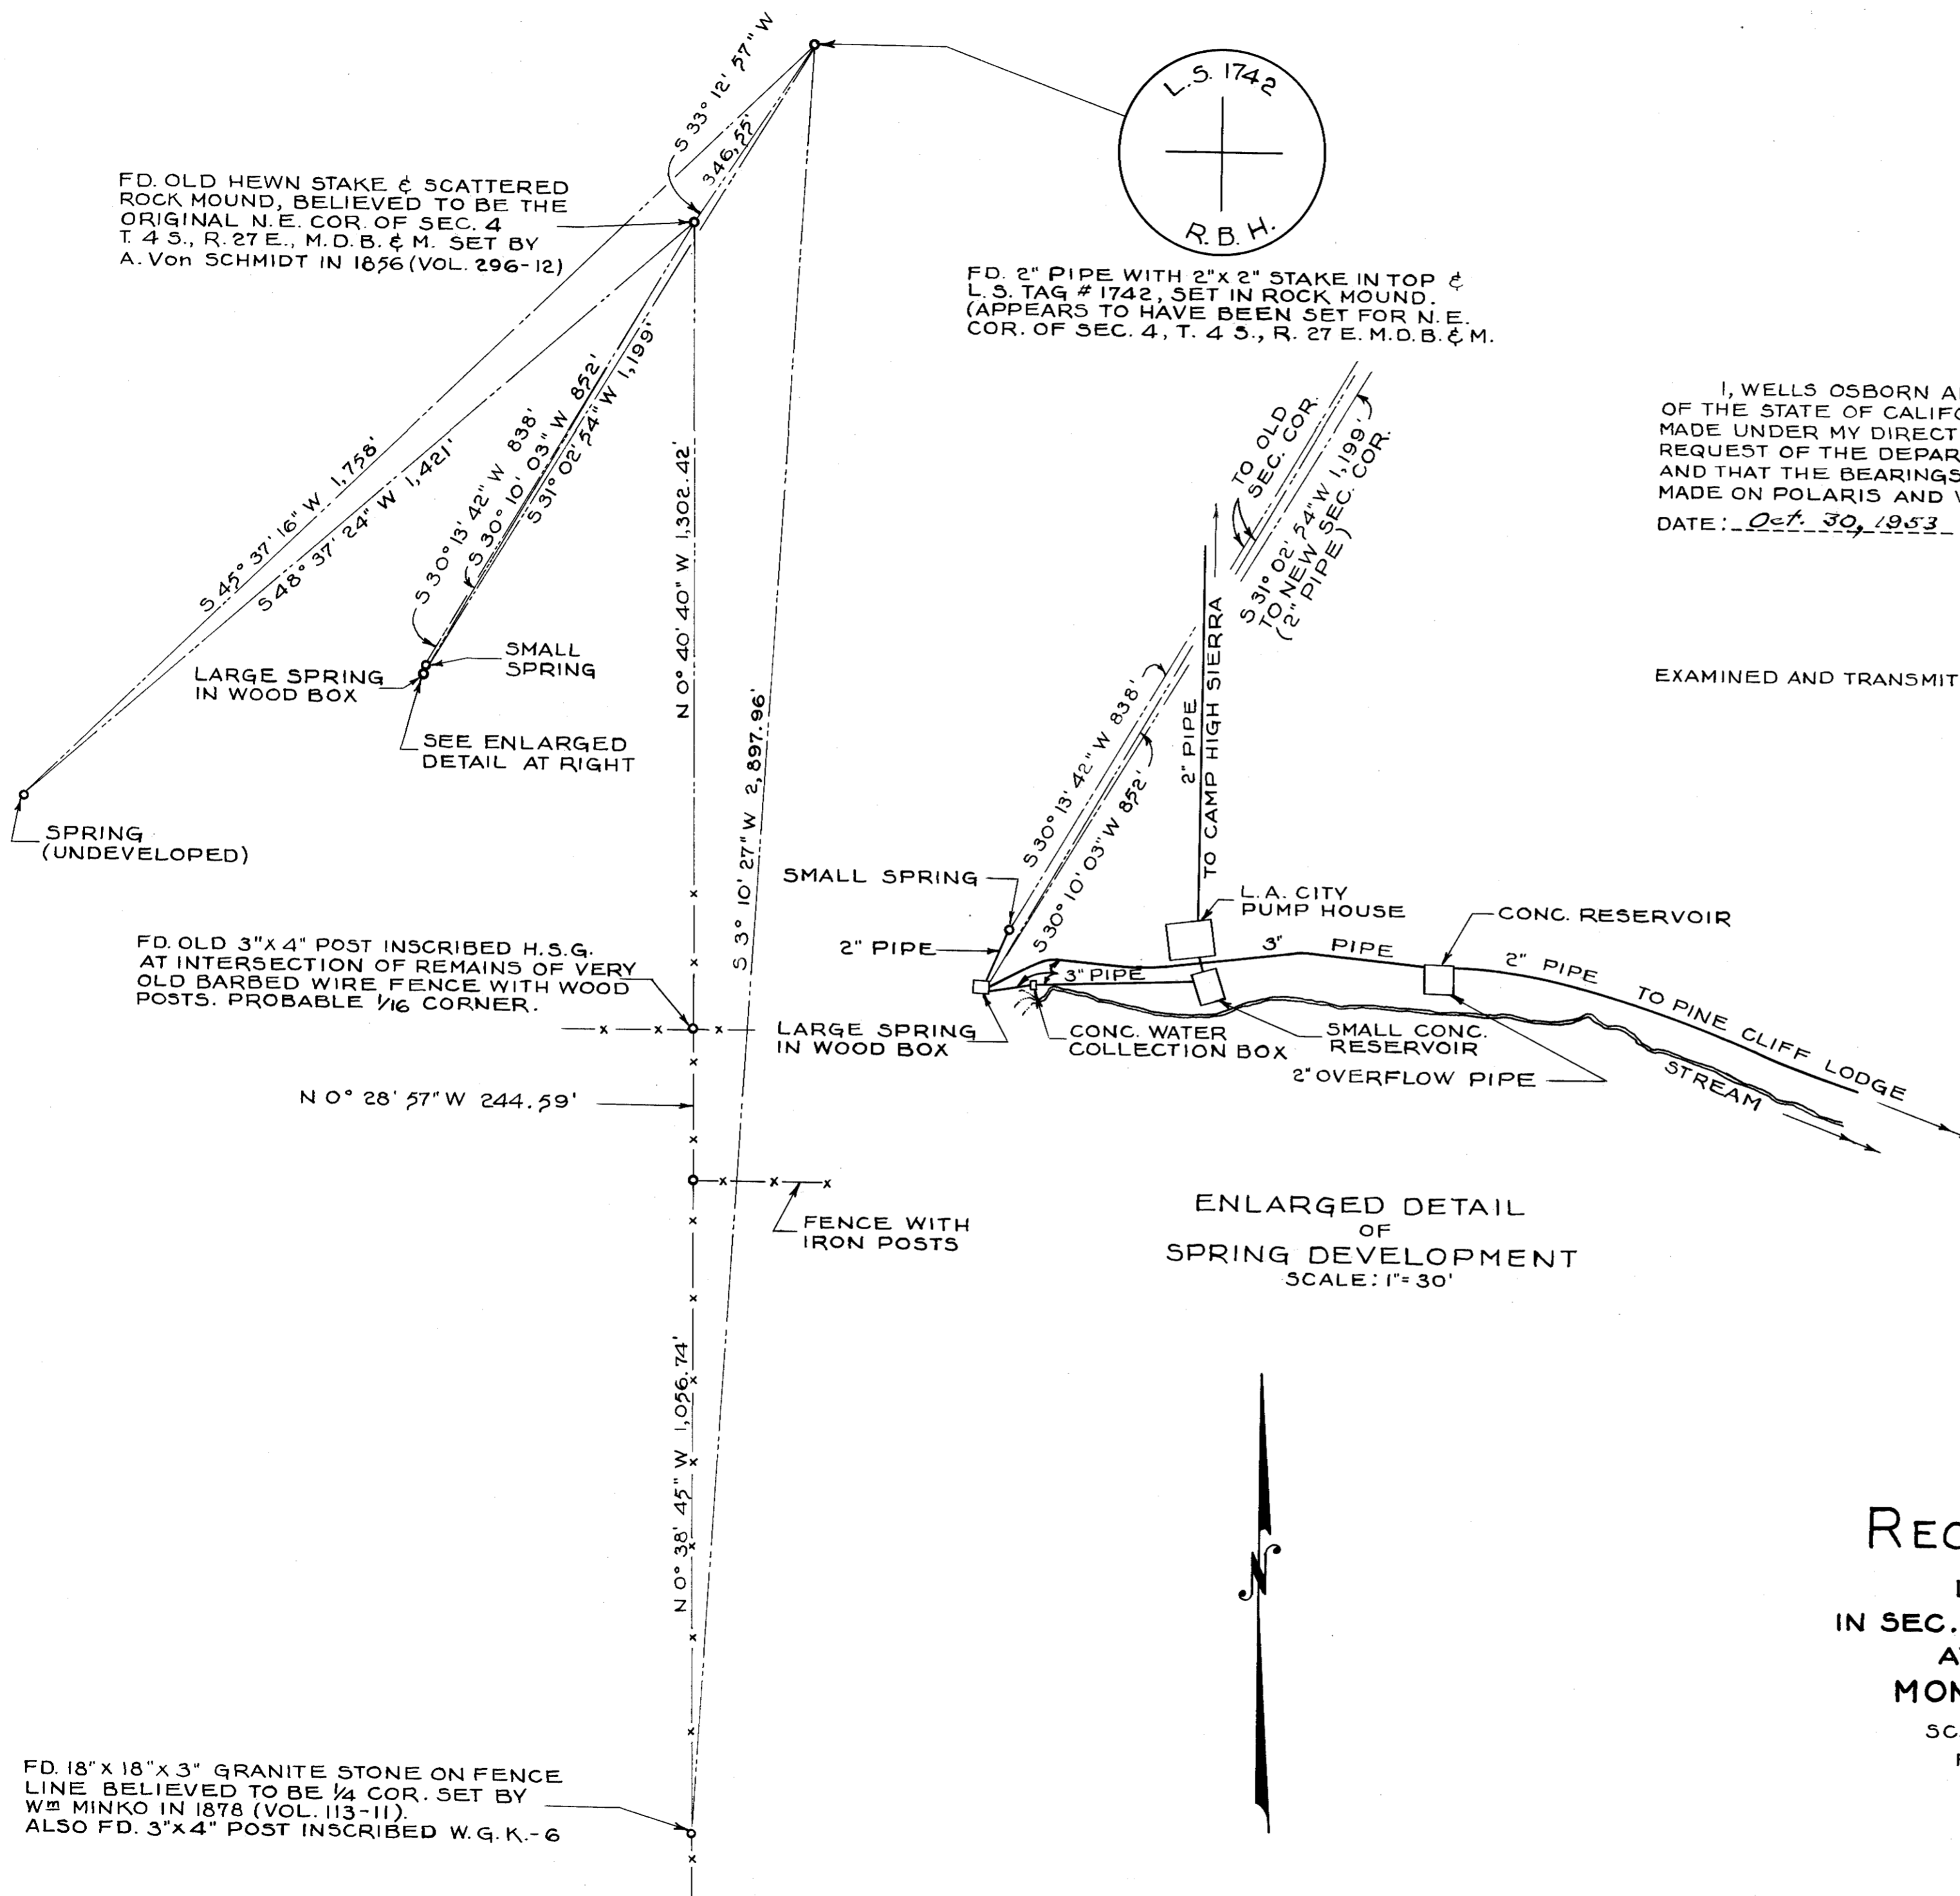 S 33° 12' 57" W
346.55'
L.S. 1742
R.B.H.
FD. OLD HEWN STAKE & SCATTERED
ROCK MOUND, BELIEVED TO BE THE
ORIGINAL N.E. COR. OF SEC. 4
T. 4 S., R. 27 E., M.D.B. & M. SET BY
A. Von SCHMIDT IN 1856 (VOL. 296-12)
FD. 2" PIPE WITH 2" X 2" STAKE IN TOP &
L.S. TAG # 1742, SET IN ROCK MOUND.
(APPEARS TO HAVE BEEN SET FOR N.E.
COR. OF SEC. 4, T. 4 S., R. 27 E. M.D.B. & M.
S 45° 37' 16" W 1,758'
S 48° 37' 24" W 1,421'
S 30° 13' 42" W 838'
S 30° 10' 03" W 852'
S 31° 02' 54" W 1,199'
N 0° 40' 40" W 1,302.42'
S 3° 10' 27" W 2,897.96'
SMALL
SPRING
LARGE SPRING
IN WOOD BOX
SEE ENLARGED
DETAIL AT RIGHT
SPRING
(UNDEVELOPED)
TO OLD
SEC. COR.
S 31° 02' 54" W 1,199'
TO NEW SEC. COR.
(2" PIPE)
I, WELLS OSBORN
OF THE STATE OF
MADE UNDER MY
REQUEST OF THE
AND THAT THE BEARINGS
MADE ON POLARIS AND
DATE: Oct. 30, 1953
EXAMINED AND
S 30° 13' 42" W 838'
S 30° 10' 03" W 852'
2" PIPE
TO CAMP HIGH SIERRA
SMALL SPRING
2" PIPE
L.A. CITY
PUMP HOUSE
CONC. RESERVOIR
3" PIPE
3" PIPE
2" PIPE TO PINE CLIFF LODGE
LARGE SPRING
IN WOOD BOX
CONC. WATER
COLLECTION BOX
SMALL CONC.
RESERVOIR
2" OVERFLOW PIPE
STREAM
FD. OLD 3" X 4" POST INSCRIBED H.S.G.
AT INTERSECTION OF REMAINS OF VERY
OLD BARBED WIRE FENCE WITH WOOD
POSTS. PROBABLE 1/16 CORNER.
N 0° 28' 57" W 244.59'
FENCE WITH
IRON POSTS
ENLARGED DETAIL
OF
SPRING DEVELOPMENT
SCALE: 1" = 30'
N 0° 38' 45" W 1,056.74'
N
IN SEC.
FD. 18" X 18" X 3" GRANITE STONE ON FENCE
LINE BELIEVED TO BE 1/4 COR. SET BY
Wm MINKO IN 1878 (VOL. 113-11).
ALSO FD. 3" X 4" POST INSCRIBED W.G.K.-6